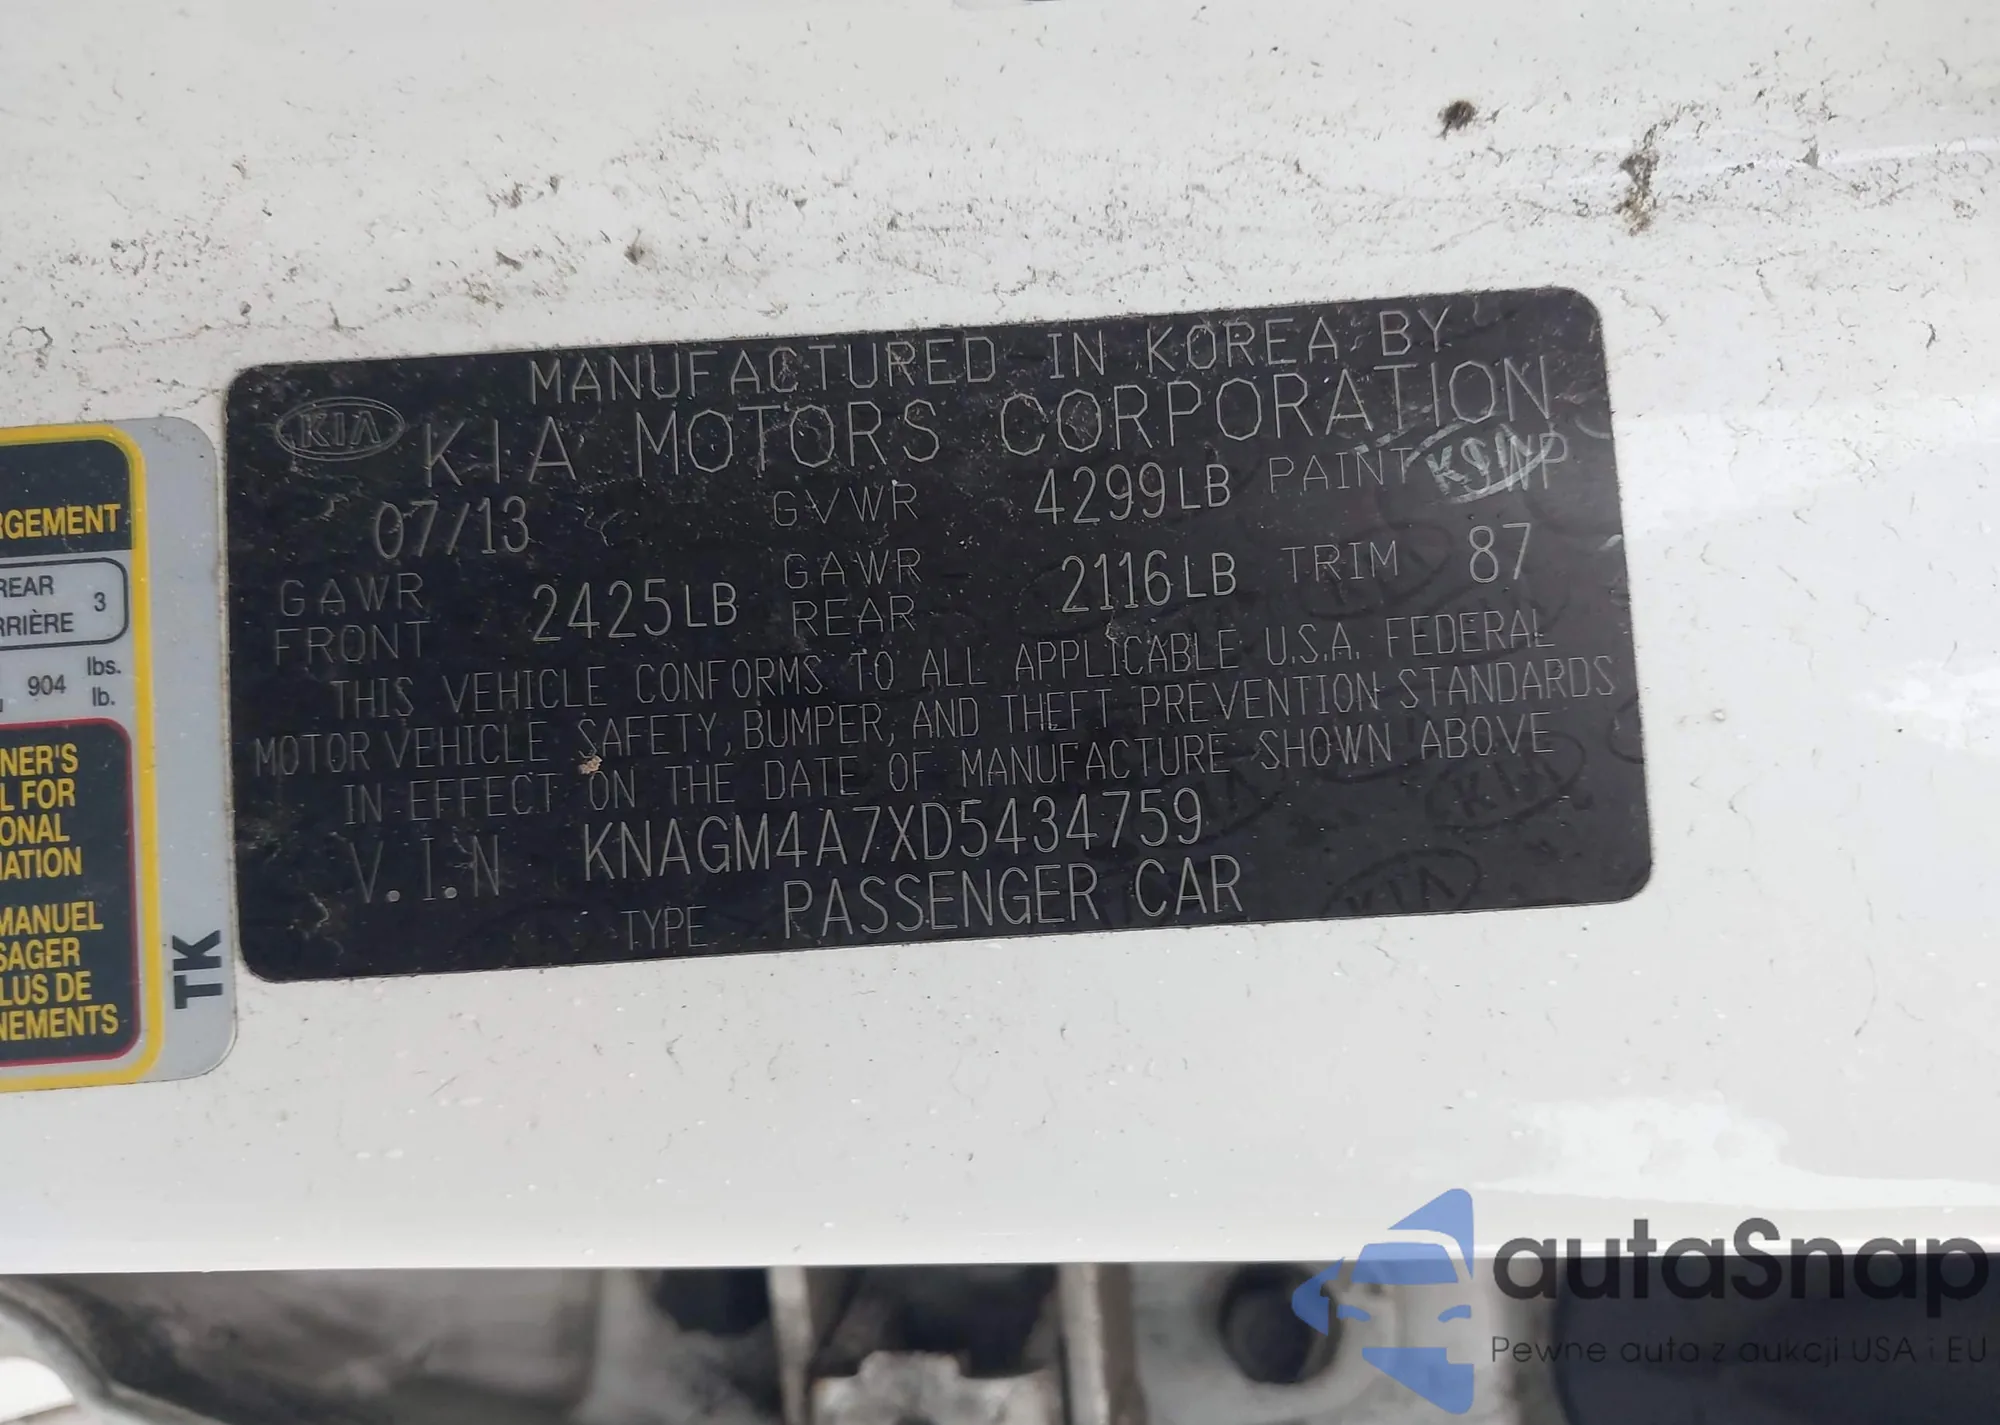 RGEMENT
REAR
RRIÈRE 3
904 lbs.
lb.
NER'S
L FOR
ONAL
MATION
MANUEL
SAGER
LUS DE
NEMENTS
TK
MANUFACTURED IN KOREA BY
KIA KIA MOTORS CORPORATION
07/13 GVWR 4299LB PAINT
GAWR FRONT 2425LB GAWR REAR 2116LB TRIM 87
THIS VEHICLE CONFORMS TO ALL APPLICABLE U.S.A. FEDERAL
MOTOR VEHICLE SAFETY, BUMPER, AND THEFT PREVENTION STANDARDS
IN EFFECT ON THE DATE OF MANUFACTURE SHOWN ABOVE
V.I.N KNAGM4A7XD5434759
TYPE PASSENGER CAR
autaSnap
Pewne auta z aukcji USA i EU